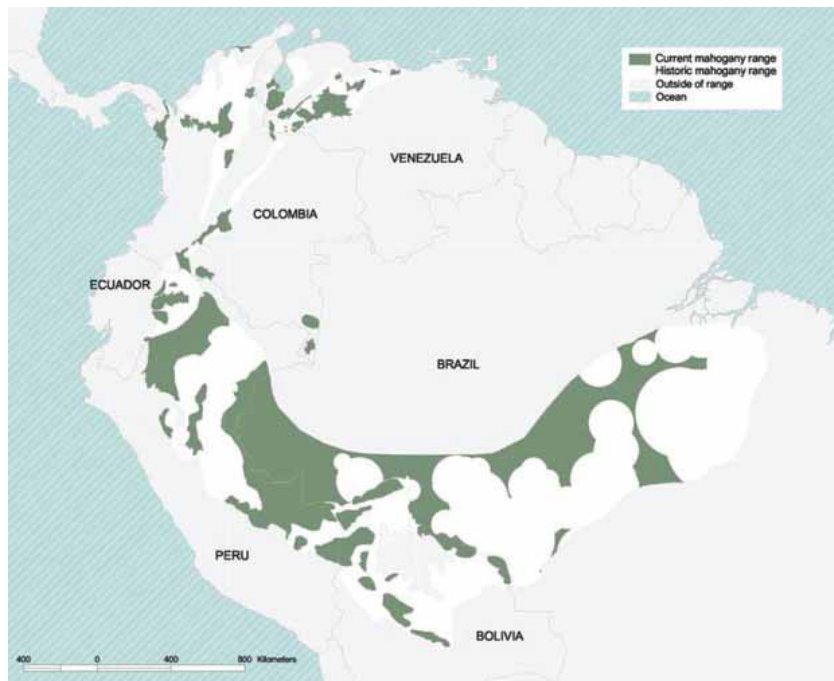 Current mahogany range
Historic mahogany range
Outside of range
Ocean
VENEZUELA
COLOMBIA
ECUADOR
BRAZIL
PERU
BOLIVIA
400 0 400 800 Kilometers